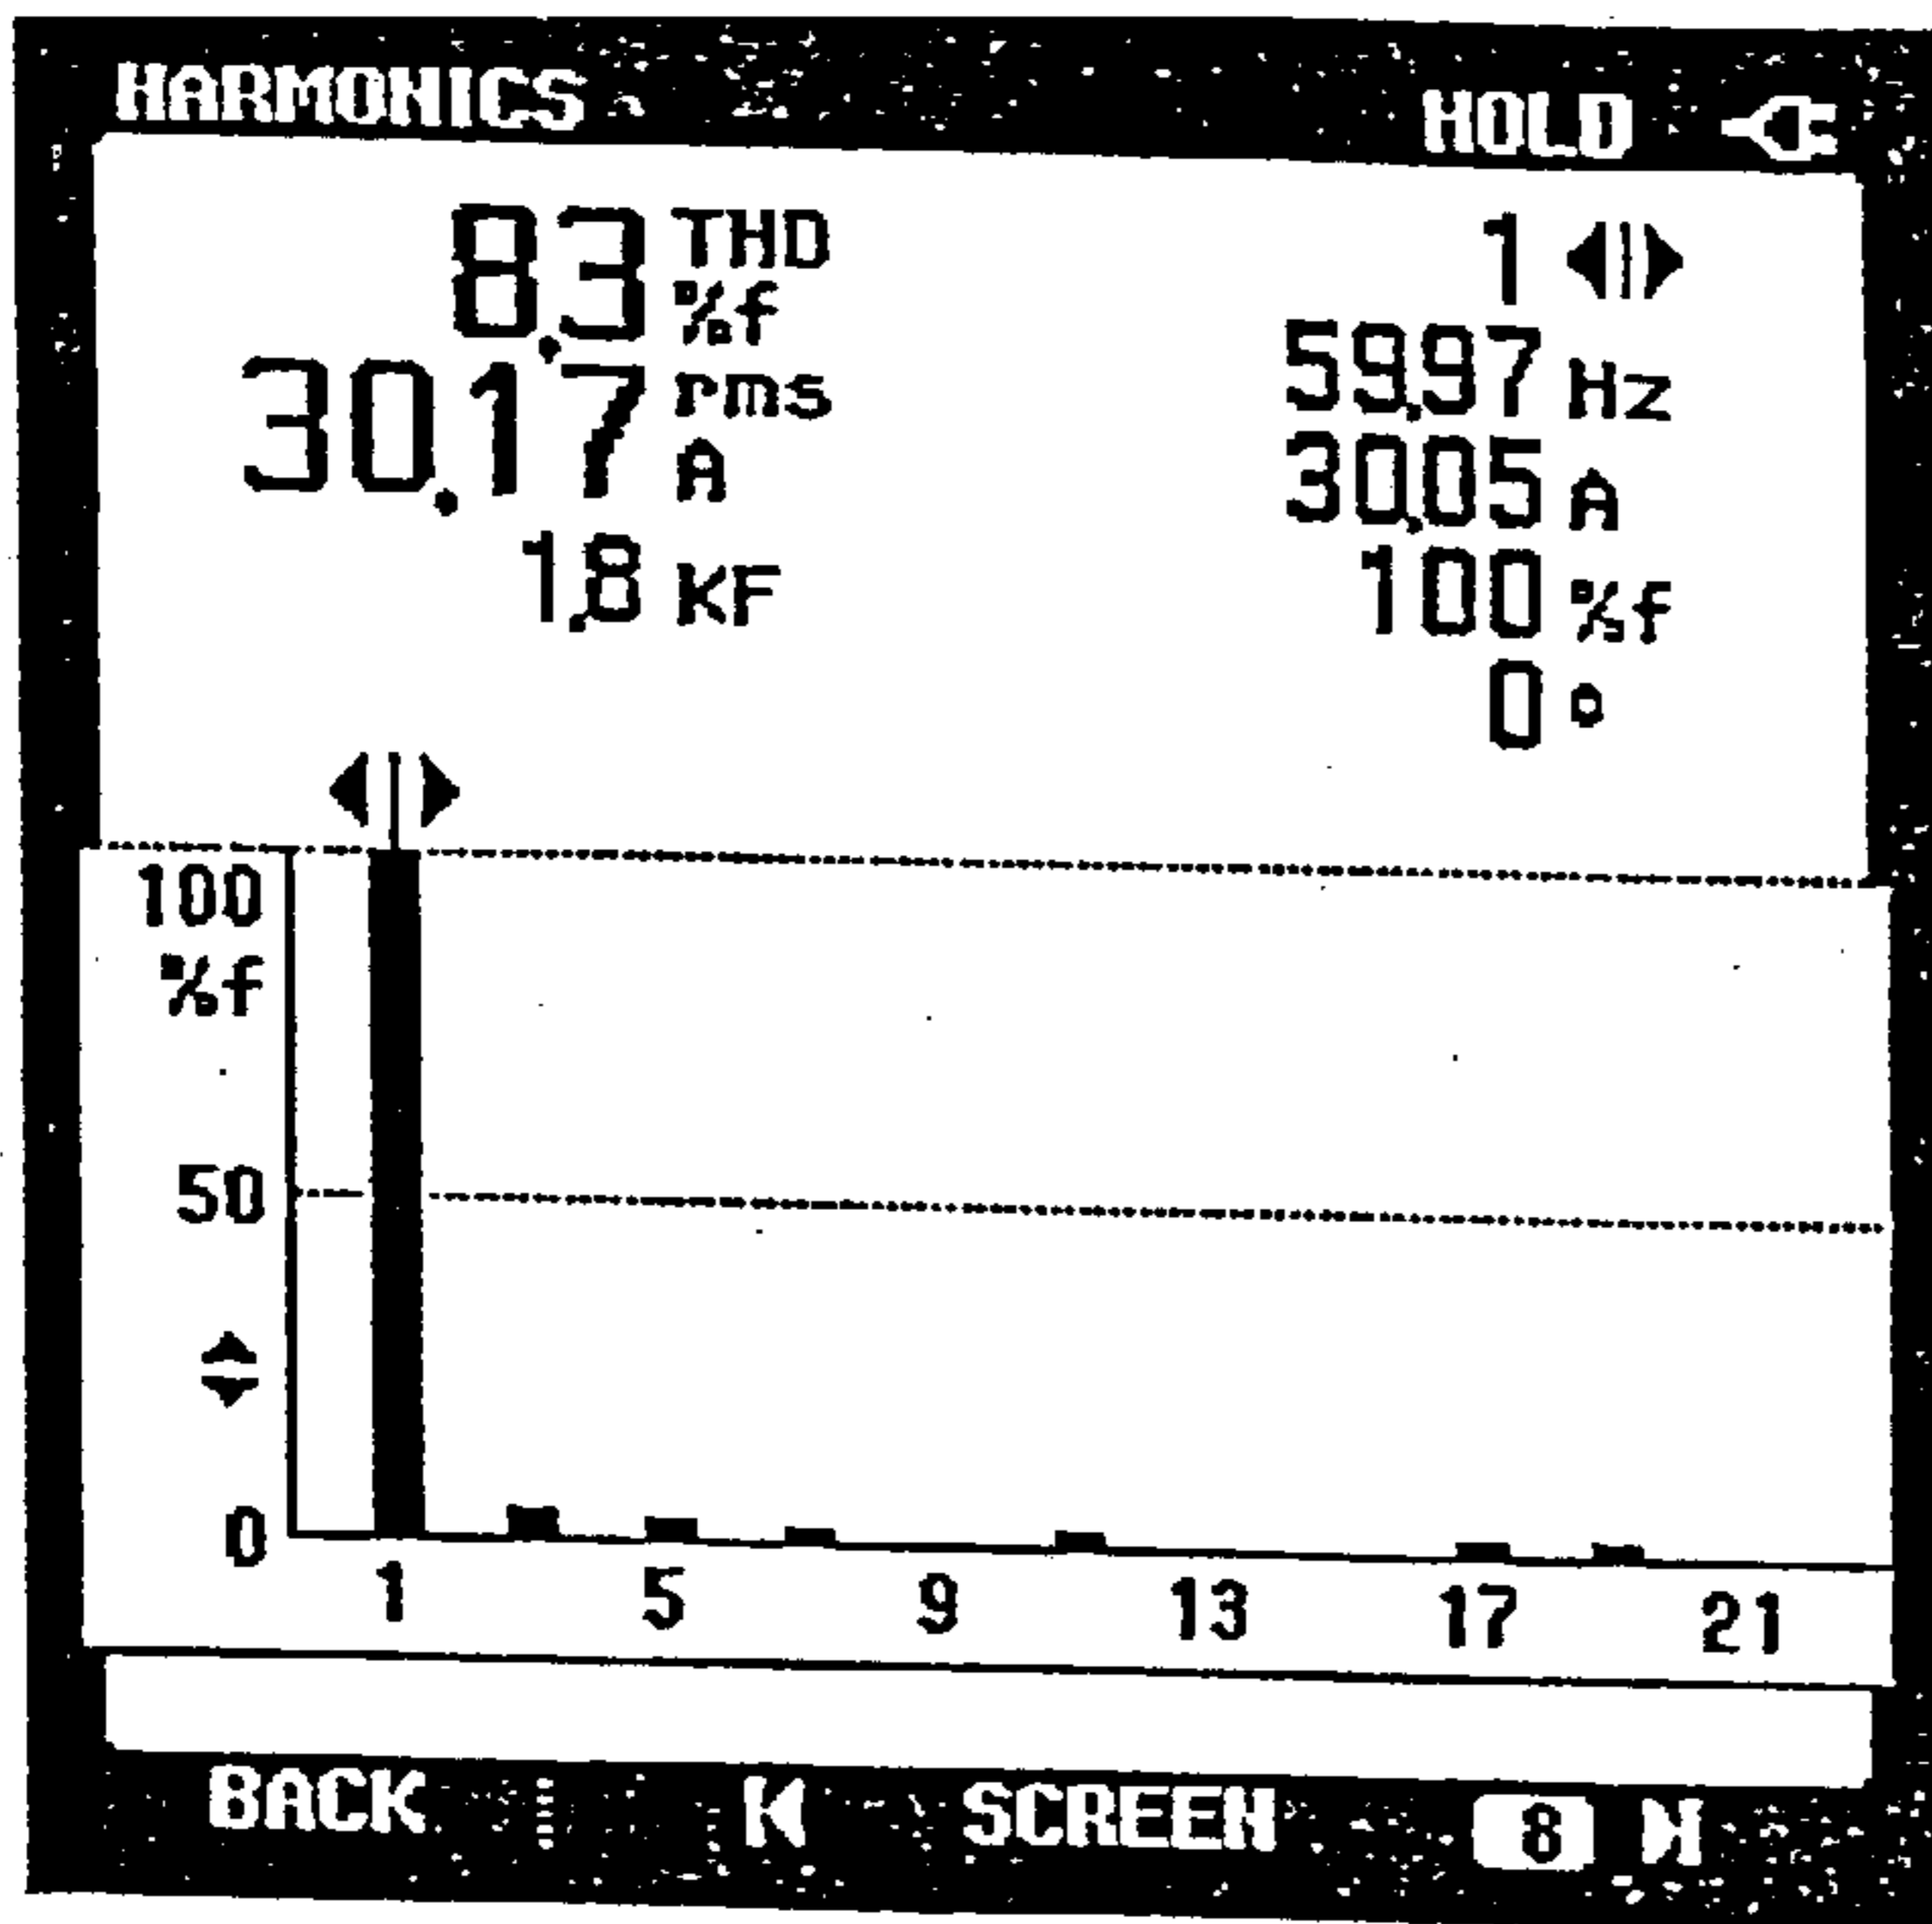 HARMONICS HOLD
8.3 THD %f
30.17 rms A
1.8 KF
1
59.97 Hz
30.05 A
100 %f
0 °
100
%f
50
0
1 5 9 13 17 21
BACK SCREEN 8